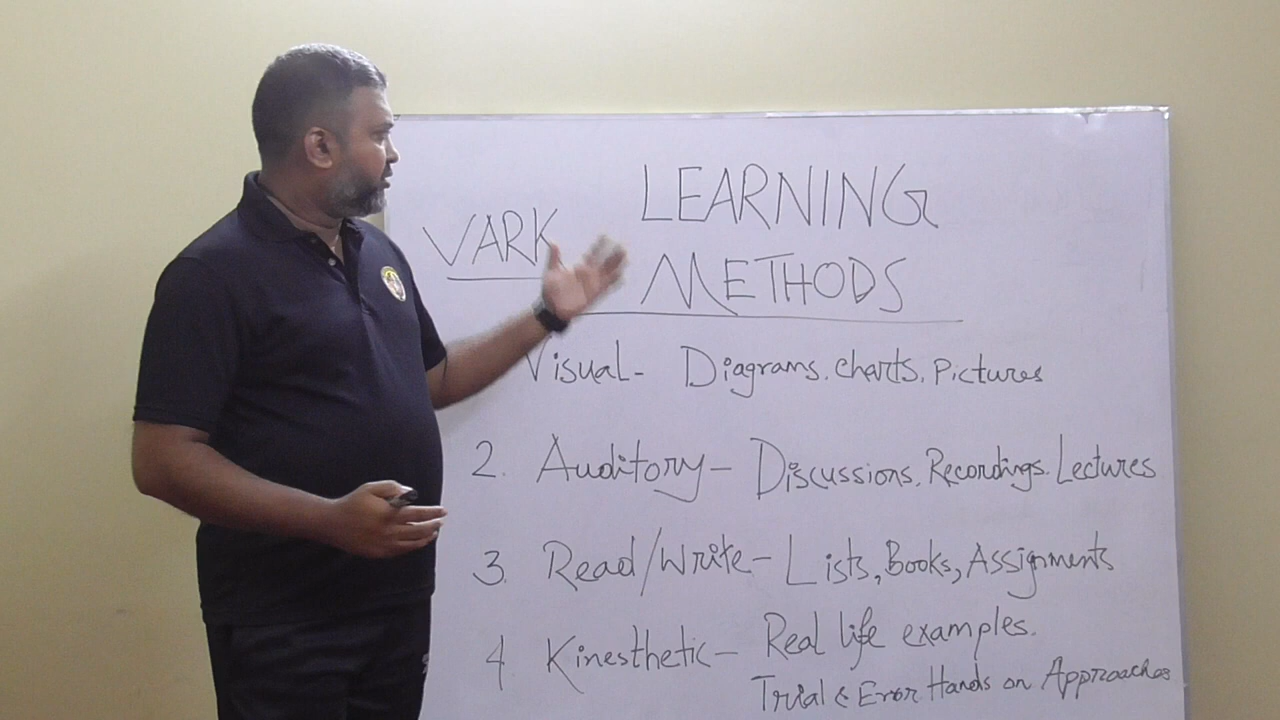 LEARNING
VARK METHODS
Visual - Diagrams, Charts, Pictures
2. Auditory - Discussions, Recordings, Lectures
3. Read/Write - Lists, Books, Assignments
4 Kinesthetic - Real life examples.
Trial & Error Hands on Approaches